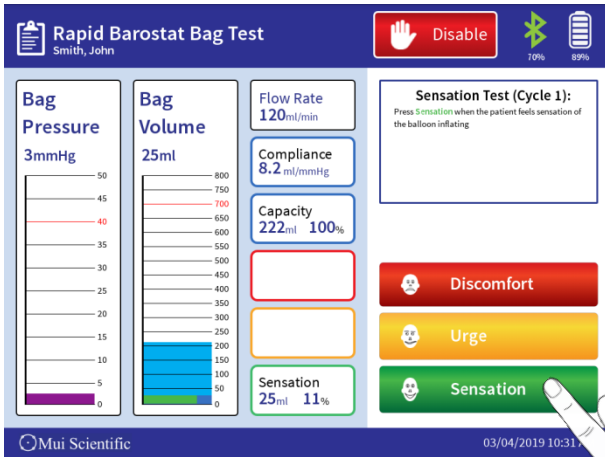 Rapid Barostat Bag Test
Smith, John
Disable
70%
89%
Bag
Pressure
3mmHg
50
45
40
35
30
25
20
15
10
5
0
Bag
Volume
25ml
800
750
700
650
600
550
500
450
400
350
300
250
200
150
100
50
0
Flow Rate
120ml/min
Compliance
8.2 ml/mmHg
Capacity
222ml 100%
Sensation
25ml 11%
Sensation Test (Cycle 1):
Press Sensation when the patient feels sensation of
the balloon inflating
Discomfort
Urge
Sensation
Mui Scientific
03/04/2019 10:31